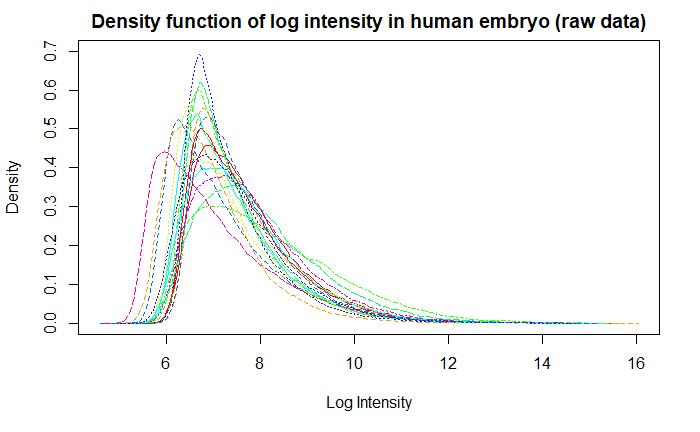 Density function of log intensity in human embryo (raw data)
0.7
0.6
0.5
0.4
0.3
0.2
0.1
0.0
Density
6 8 10 12 14 16
Log Intensity